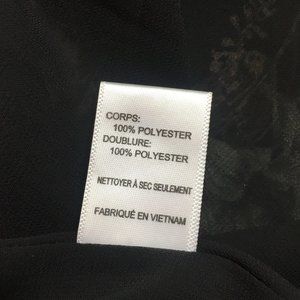 CORPS:
100% POLYESTER
DOUBLURE:
100% POLYESTER
NETTOYER À SEC SEULEMENT
FABRIQUÉ EN VIETNAM